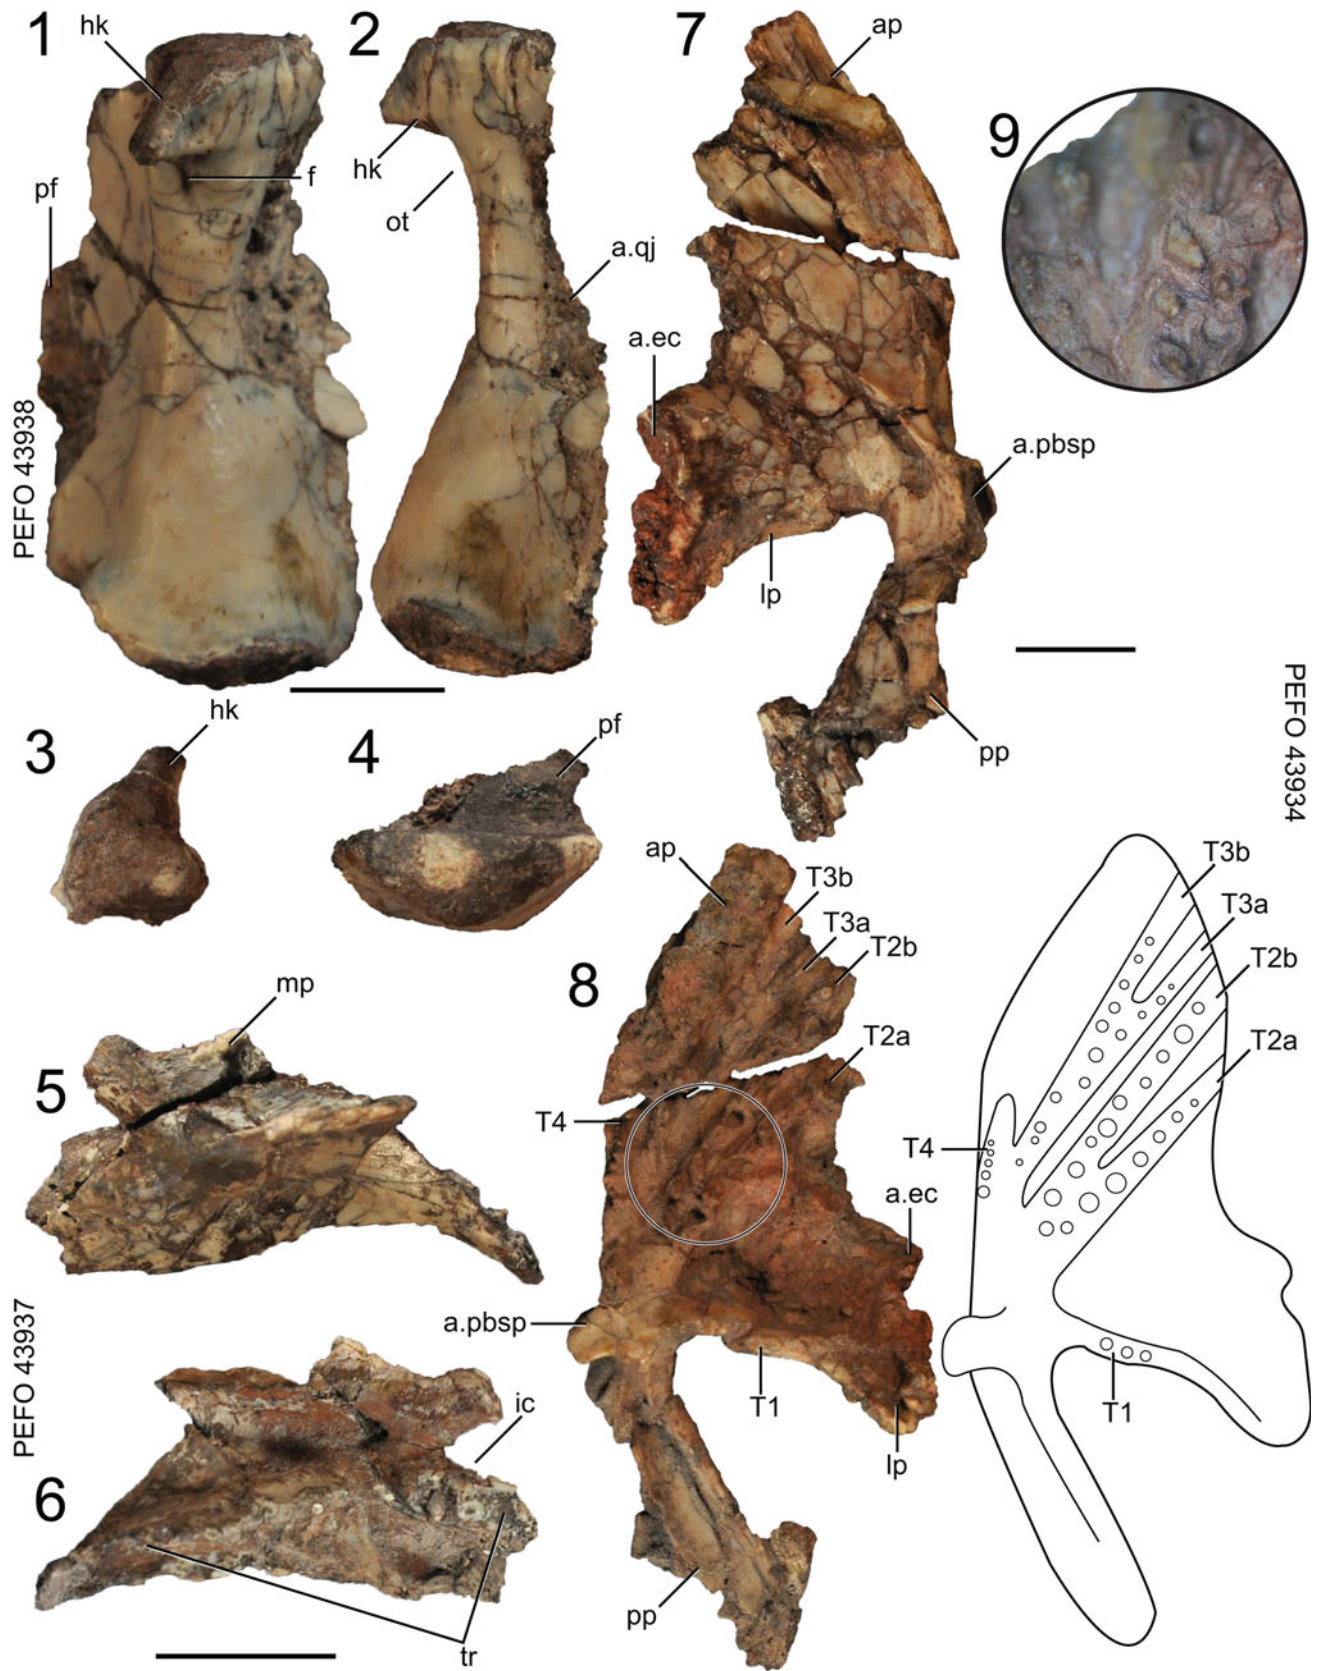 1
hk
f
pf
PEFO 43938
2
hk
ot
a.qj
7
ap
a.ec
a.pbsp
lp
pp
9
PEFO 43934
3
hk
4
pf
5
mp
PEFO 43937
6
ic
tr
8
ap
T3b
T3a
T2b
T2a
T4
a.ec
a.pbsp
T1
lp
pp
T3b
T3a
T2b
T2a
T4
T1